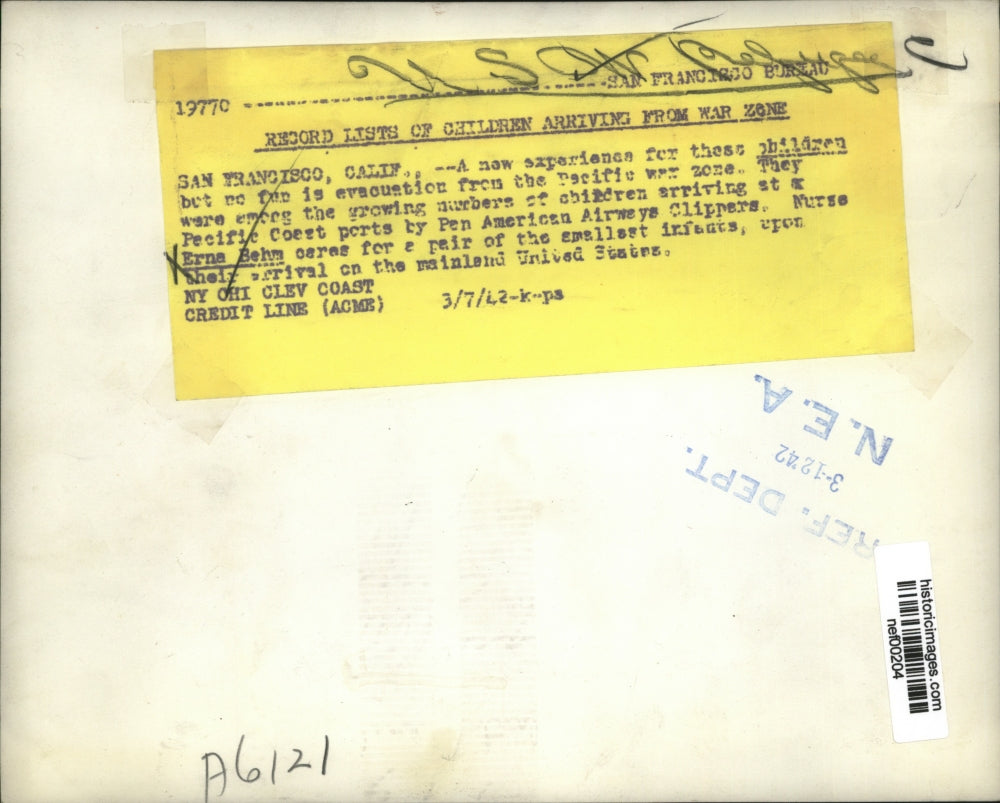 19770 -------------------------------SAN FRANCISCO BUREAU
RECORD LISTS OF CHILDREN ARRIVING FROM WAR ZONE
SAN FRANCISCO, CALIF., --A new experience for these children
but no fun is evacuation from the Pacific war zone. They
were among the growing numbers of children arriving at x
Pacific Coast ports by Pan American Airways Clippers. Nurse
Erna Behm cares for a pair of the smallest infants, upon
their arrival on the mainland United States.
NY CHI CLEV COAST
CREDIT LINE (ACME) 3/7/42-k-ps
REF. DEPT.
3-12 42
N.E.A.
historicimages.com
nef00204
A6121